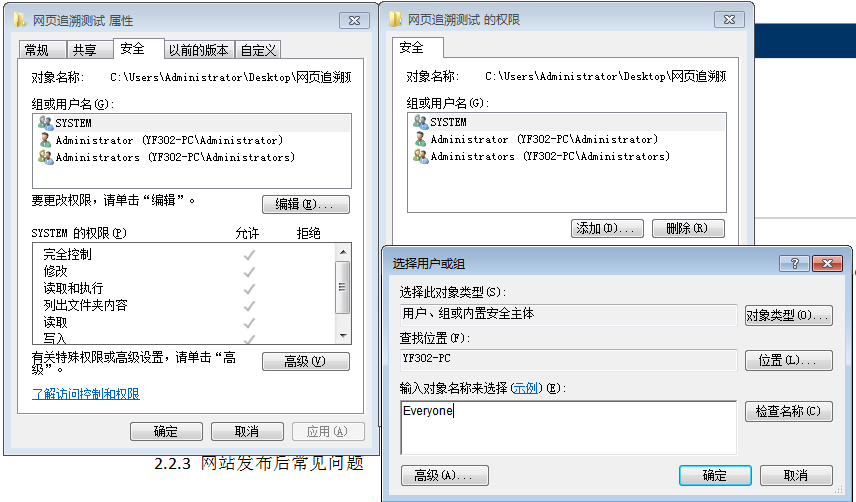 网页追溯测试 属性
常规
共享
安全
以前的版本
自定义
对象名称: C:\Users\Administrator\Desktop\网页追溯
组或用户名(G):
SYSTEM
Administrator (YF302-PC\Administrator)
Administrators (YF302-PC\Administrators)
要更改权限，请单击“编辑”。
编辑(E)...
SYSTEM 的权限(P) 允许 拒绝
完全控制
修改
读取和执行
列出文件夹内容
读取
写入
有关特殊权限或高级设置，请单击“高
级”。
高级(V)
了解访问控制和权限
确定
取消
应用(A)
2.2.3 网站发布后常见问题
网页追溯测试 的权限
安全
对象名称: C:\Users\Administrator\Desktop\网页追溯
组或用户名(G):
SYSTEM
Administrator (YF302-PC\Administrator)
Administrators (YF302-PC\Administrators)
添加(D)...
删除(R)
选择用户或组
选择此对象类型(S):
用户、组或内置安全主体
对象类型(O)...
查找位置(F):
YF302-PC
位置(L)...
输入对象名称来选择(示例)(E):
Everyone
检查名称(C)
高级(A)...
确定
取消